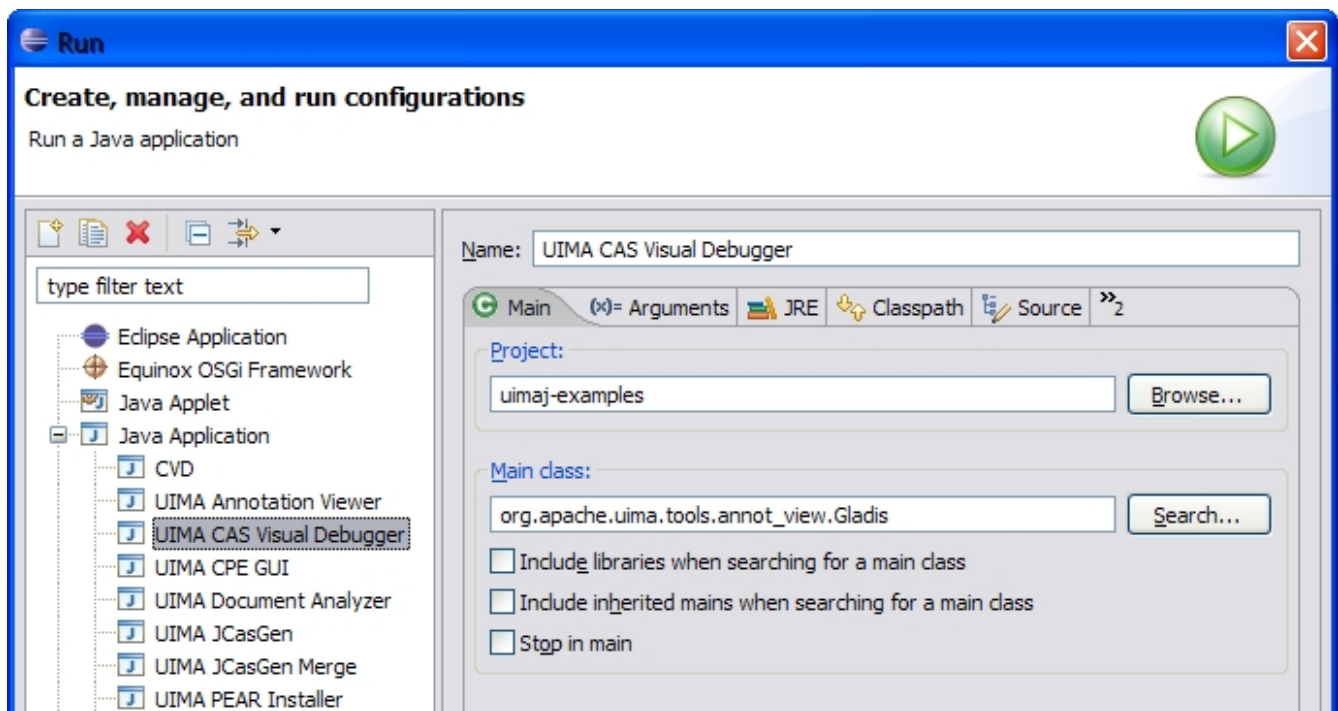 Run
Create, manage, and run configurations
Run a Java application
type filter text
Eclipse Application
Equinox OSGi Framework
Java Applet
Java Application
CVD
UIMA Annotation Viewer
UIMA CAS Visual Debugger
UIMA CPE GUI
UIMA Document Analyzer
UIMA JCasGen
UIMA JCasGen Merge
UIMA PEAR Installer
Name: UIMA CAS Visual Debugger
Main (x)= Arguments JRE Classpath Source »2
Project:
uimaj-examples Browse...
Main class:
org.apache.uima.tools.annot_view.Gladis Search...
Include libraries when searching for a main class
Include inherited mains when searching for a main class
Stop in main